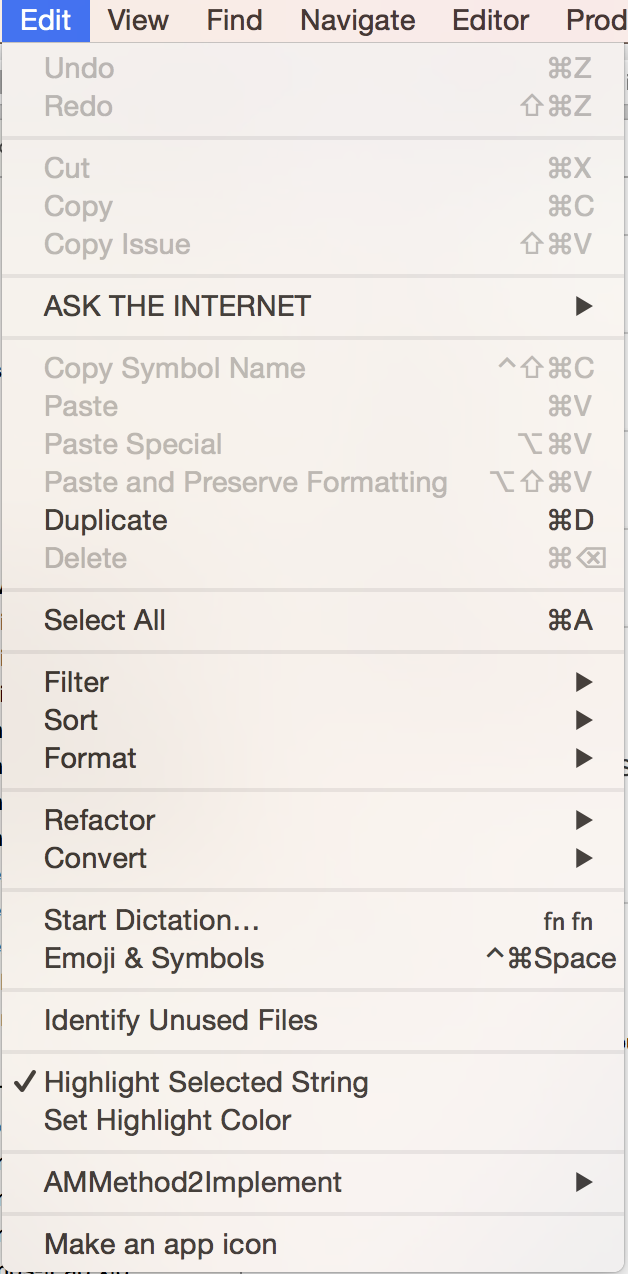 Edit View Find Navigate Editor Prod
Undo ⌘Z
Redo ⇧⌘Z
Cut ⌘X
Copy ⌘C
Copy Issue ⇧⌘V
ASK THE INTERNET ▶
Copy Symbol Name ^⇧⌘C
Paste ⌘V
Paste Special ⌥⌘V
Paste and Preserve Formatting ⌥⇧⌘V
Duplicate ⌘D
Delete ⌘⌫
Select All ⌘A
Filter ▶
Sort ▶
Format ▶
Refactor ▶
Convert ▶
Start Dictation... fn fn
Emoji & Symbols ^⌘Space
Identify Unused Files
✓ Highlight Selected String
Set Highlight Color
AMMethod2Implement ▶
Make an app icon